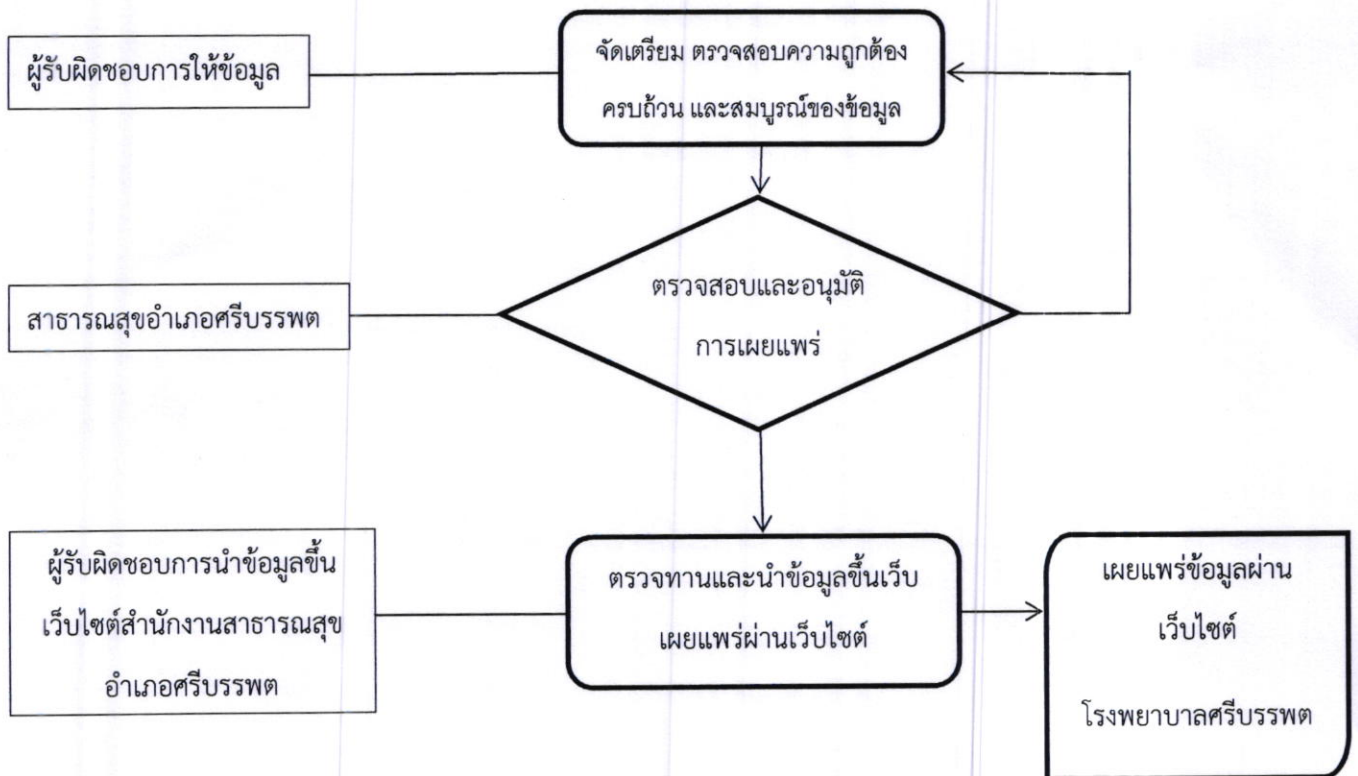 ผู้รับผิดชอบการให้ข้อมูล
จัดเตรียม ตรวจสอบความถูกต้อง
ครบถ้วน และสมบูรณ์ของข้อมูล
สาธารณสุขอำเภอศรีบรรพต
ตรวจสอบและอนุมัติ
การเผยแพร่
ผู้รับผิดชอบการนำข้อมูลขึ้น
เว็บไซต์สำนักงานสาธารณสุข
อำเภอศรีบรรพต
ตรวจทานและนำข้อมูลขึ้นเว็บ
เผยแพร่ผ่านเว็บไซต์
เผยแพร่ข้อมูลผ่าน
เว็บไซต์
โรงพยาบาลศรีบรรพต